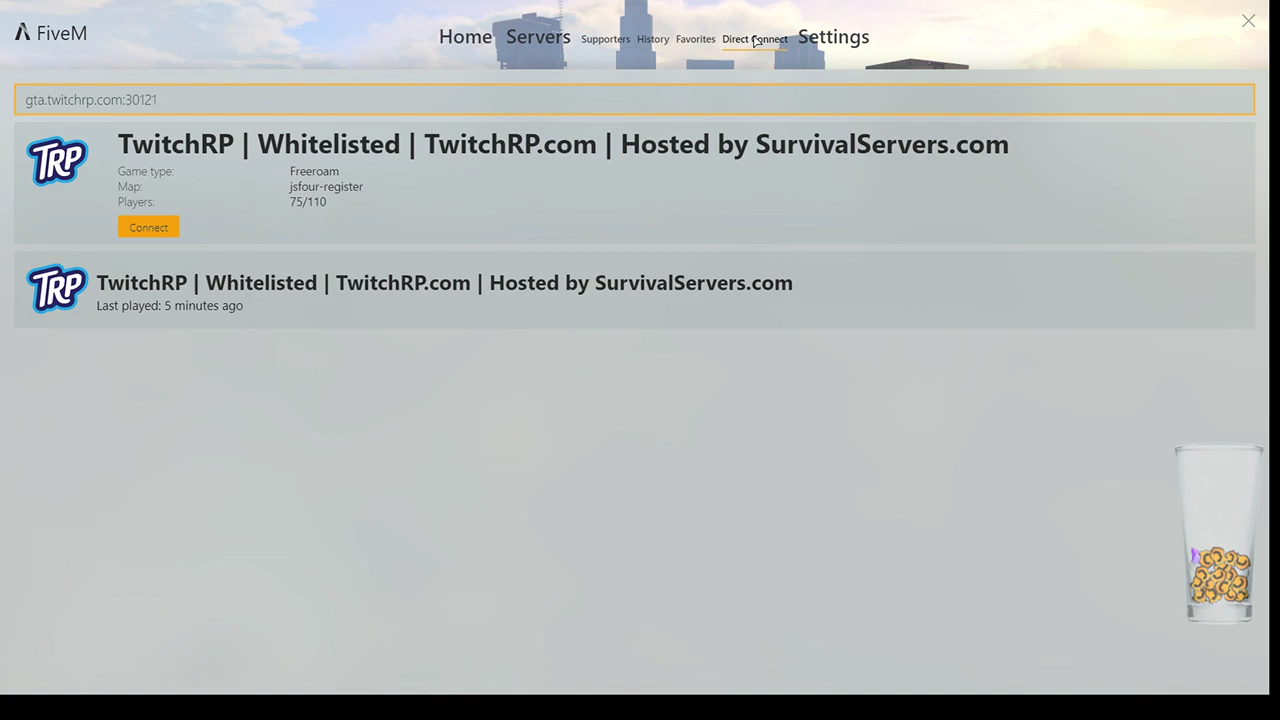 FiveM
Home Servers Supporters History Favorites Direct Connect Settings
gta.twitchrp.com:30121
TRP
TwitchRP | Whitelisted | TwitchRP.com | Hosted by SurvivalServers.com
Game type: Freeroam
Map: jsfour-register
Players: 75/110
Connect
TRP
TwitchRP | Whitelisted | TwitchRP.com | Hosted by SurvivalServers.com
Last played: 5 minutes ago